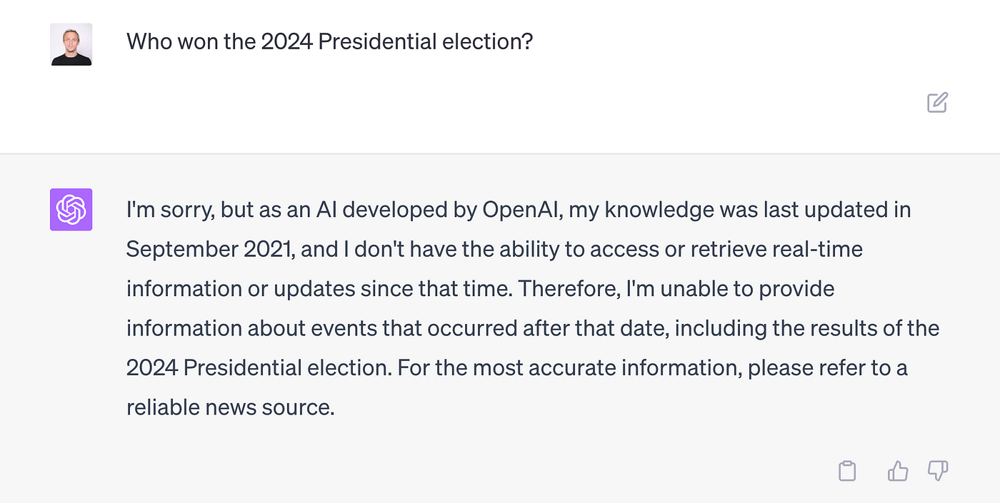 Who won the 2024 Presidential election?
I'm sorry, but as an AI developed by OpenAI, my knowledge was last updated in
September 2021, and I don't have the ability to access or retrieve real-time
information or updates since that time. Therefore, I'm unable to provide
information about events that occurred after that date, including the results of the
2024 Presidential election. For the most accurate information, please refer to a
reliable news source.